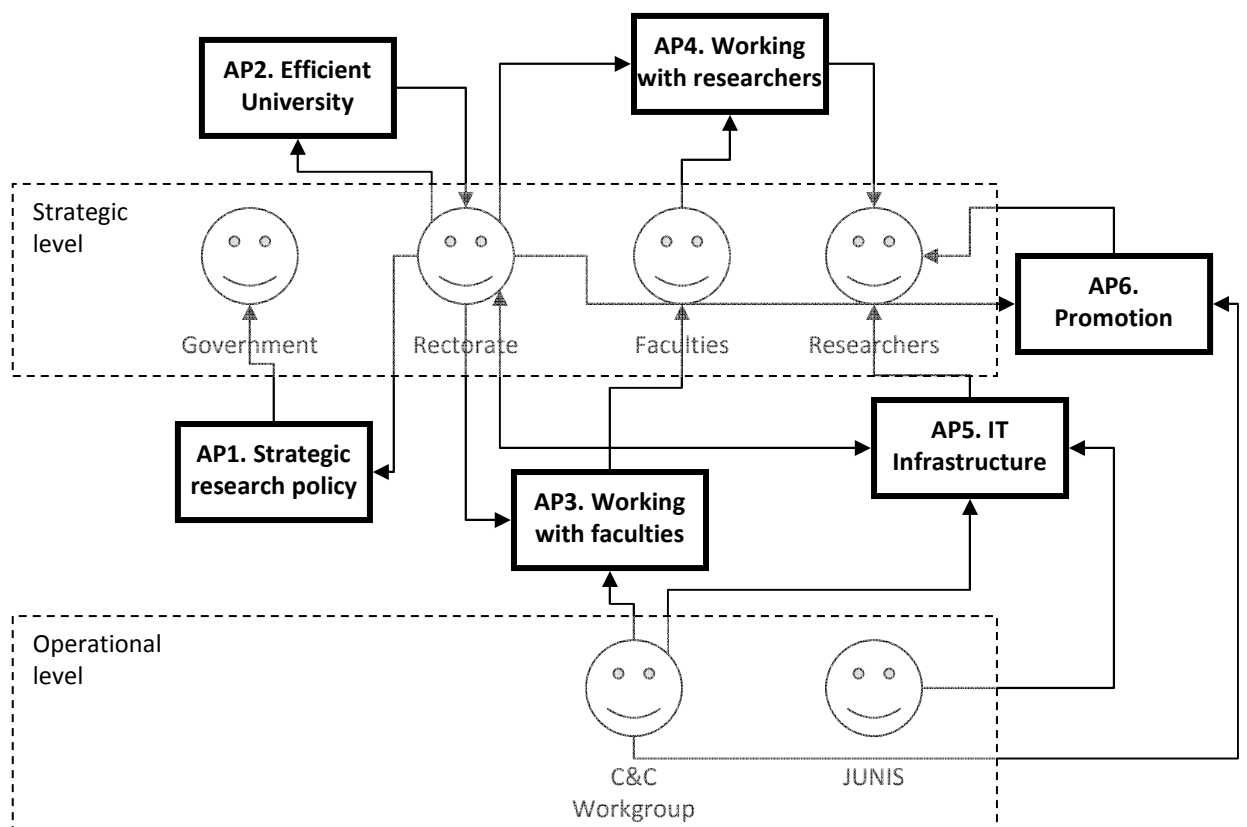 AP2. Efficient
University
AP4. Working
with researchers
Strategic
level
Government
Rectorate
Faculties
Researchers
AP6.
Promotion
AP1. Strategic
research policy
AP3. Working
with faculties
AP5. IT
Infrastructure
Operational
level
C&C
Workgroup
JUNIS